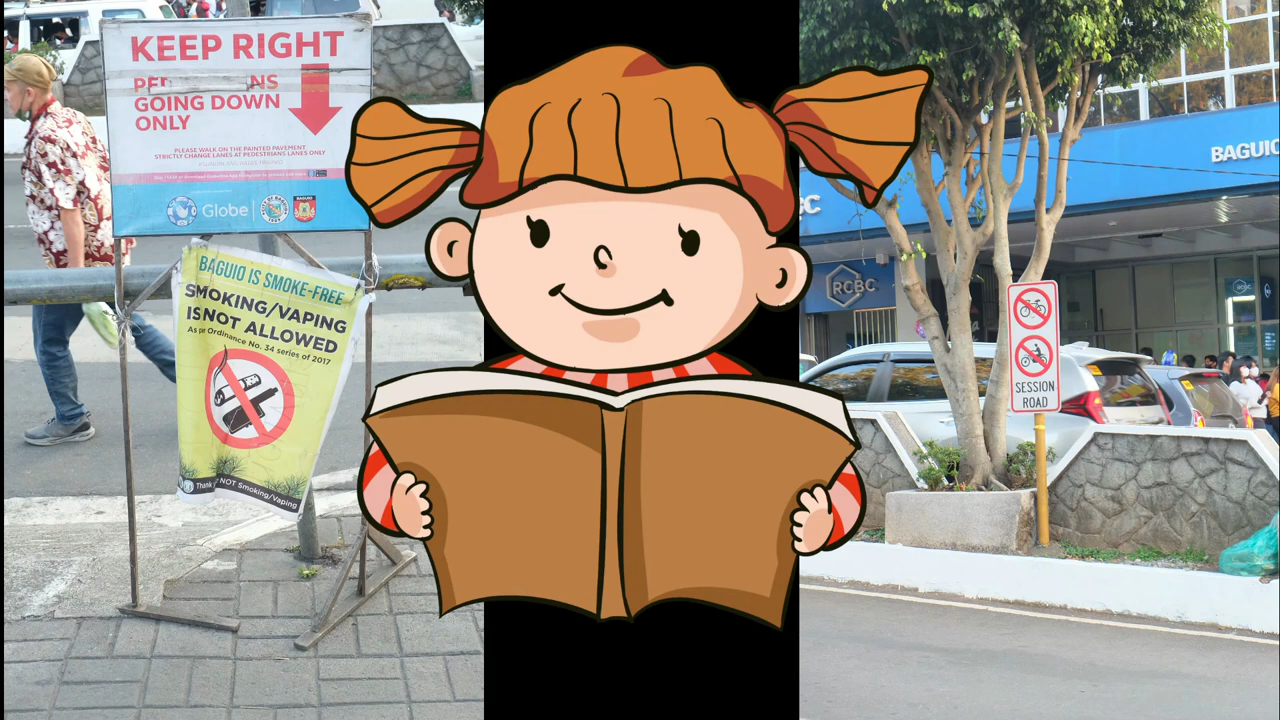 KEEP RIGHT
GOING DOWN
ONLY
PLEASE WALK ON THE PAINTED PAVEMENT
STRICTLY CHANGE LANES AT PEDESTRIANS LANES ONLY
Globe
BAGUIO
BAGUIO IS SMOKE-FREE
SMOKING/VAPING
IS NOT ALLOWED
As per Ordinance No. 34 series of 2017
NOT Smoking/Vaping
BAGUIO
RCBC
SESSION
ROAD